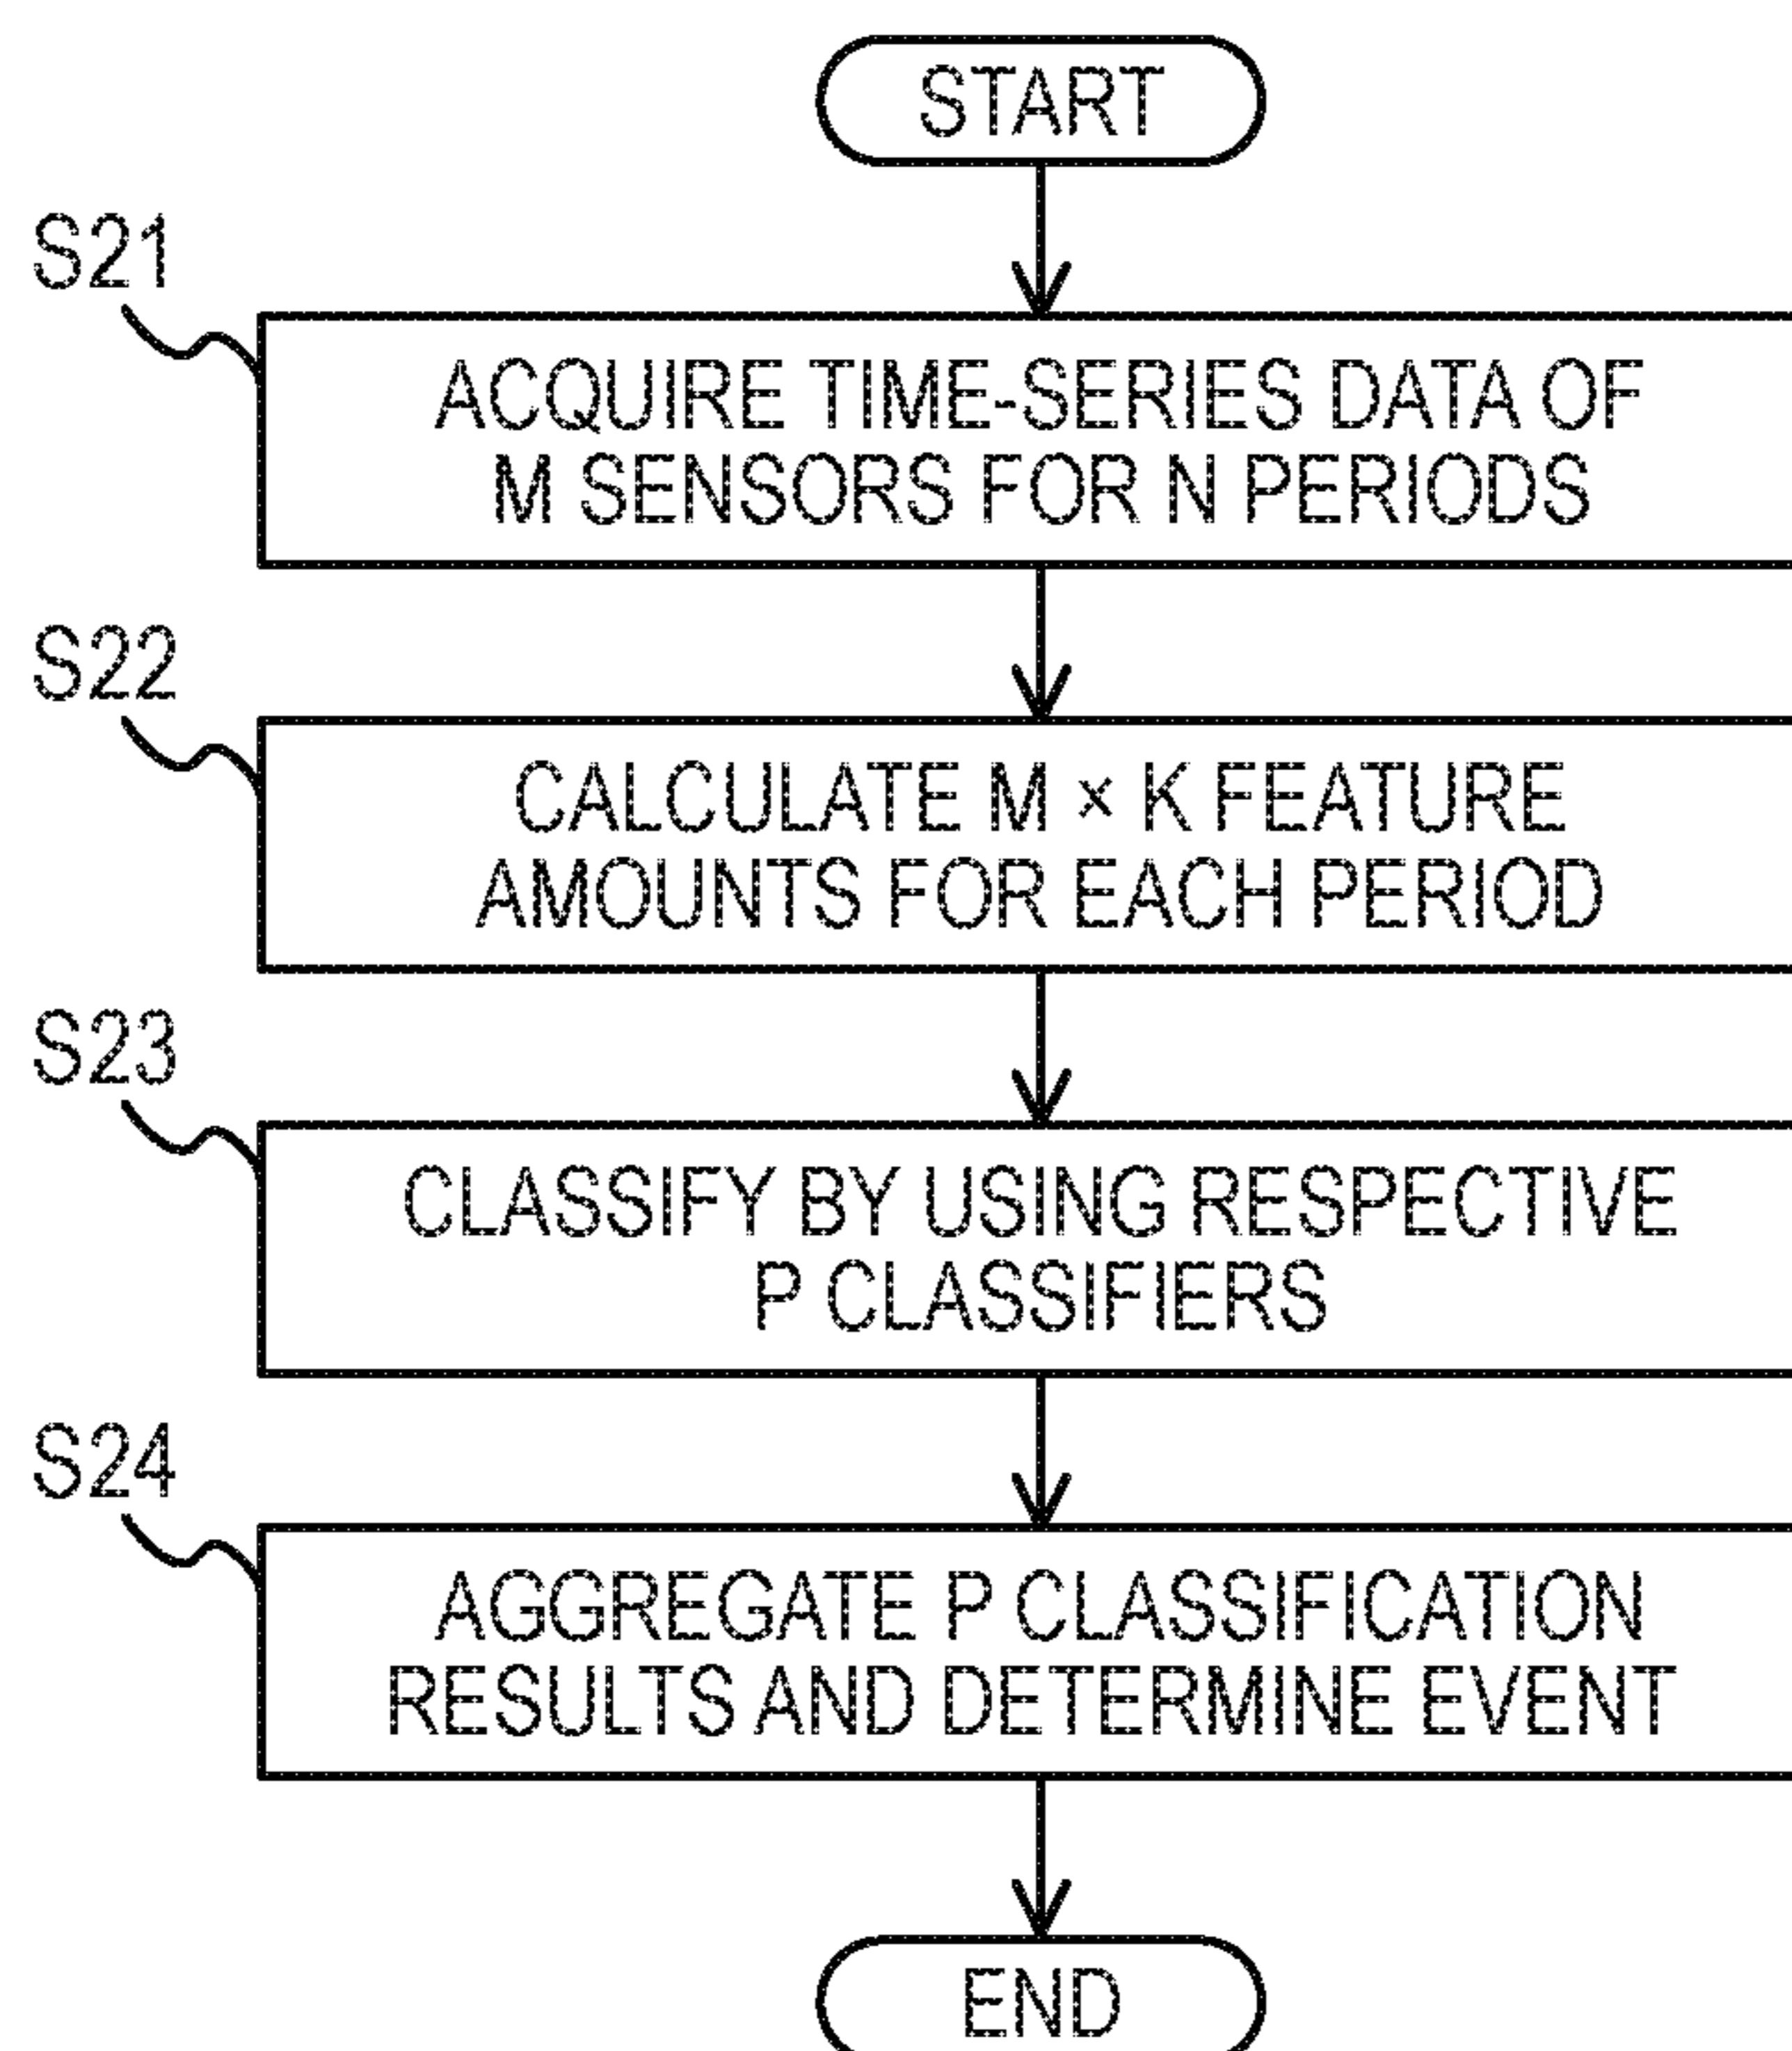 START
S21
ACQUIRE TIME-SERIES DATA OF
M SENSORS FOR N PERIODS
S22
CALCULATE M × K FEATURE
AMOUNTS FOR EACH PERIOD
S23
CLASSIFY BY USING RESPECTIVE
P CLASSIFIERS
S24
AGGREGATE P CLASSIFICATION
RESULTS AND DETERMINE EVENT
END